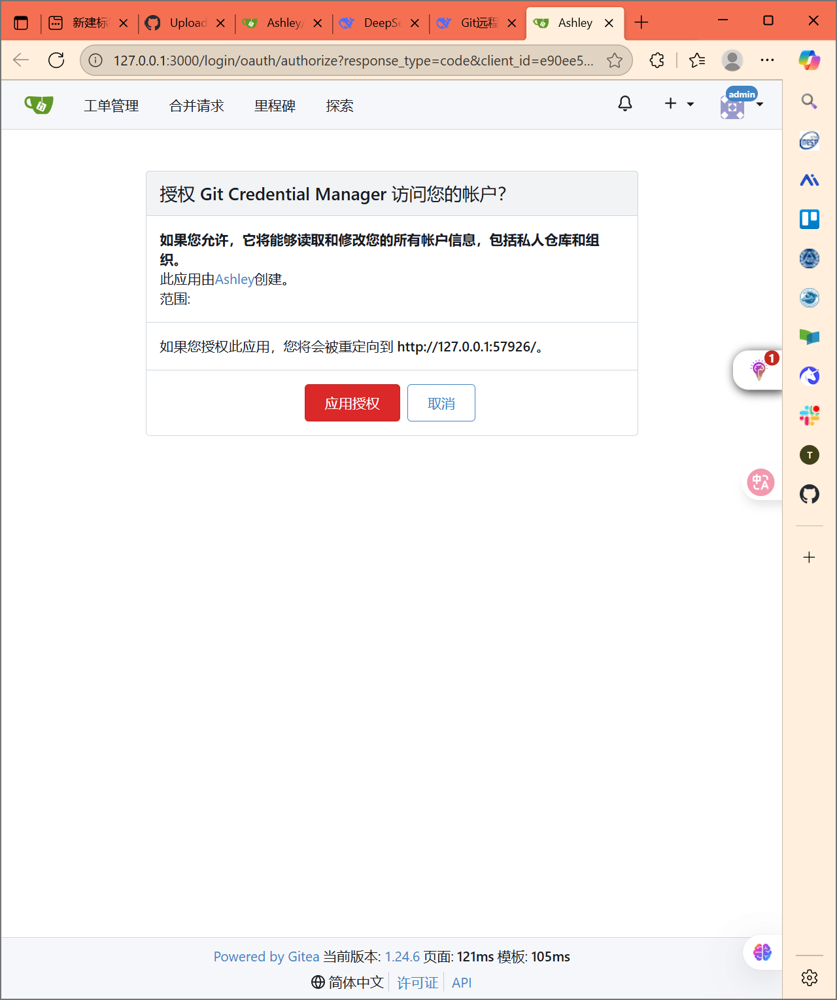 新建标
Upload
Ashley/
DeepSe
Git远程
Ashley
127.0.0.1:3000/login/oauth/authorize?response_type=code&client_id=e90ee5...
工单管理 合并请求 里程碑 探索
admin
授权 Git Credential Manager 访问您的帐户？
如果您允许，它将能够读取和修改您的所有帐户信息，包括私人仓库和组
织。
此应用由Ashley创建。
范围:
如果您授权此应用，您将会被重定向到 http://127.0.0.1:57926/。
1
应用授权 取消
T
中
A
Powered by Gitea 当前版本: 1.24.6 页面: 121ms 模板: 105ms
简体中文 许可证 API